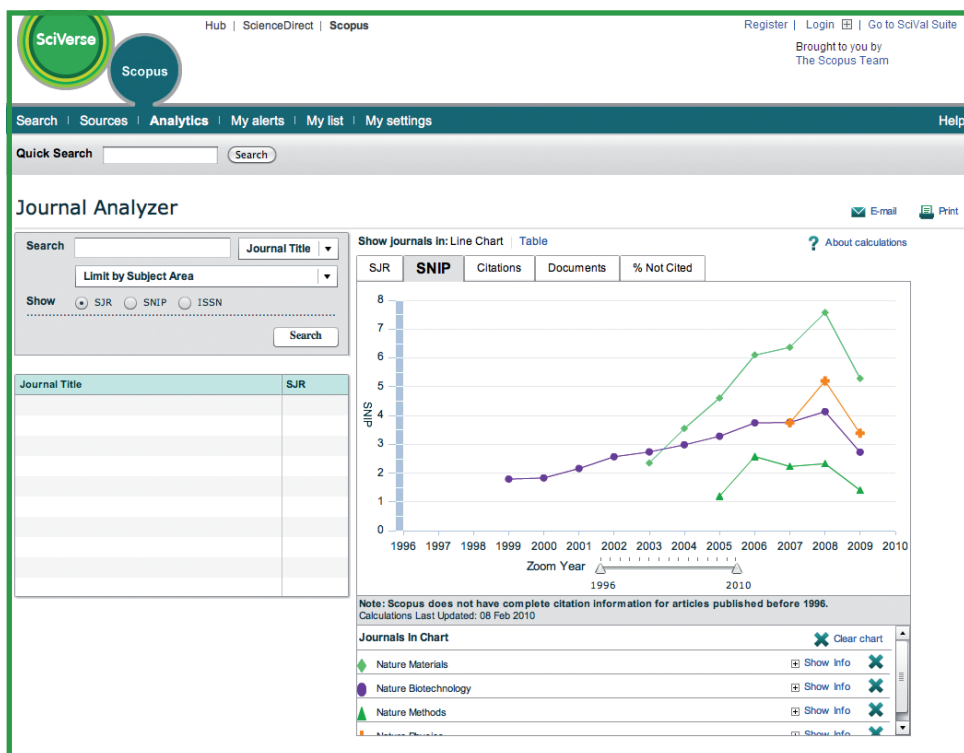 SciVerse
Scopus
Hub | ScienceDirect | Scopus
Register | Login | Go to SciVal Suite
Brought to you by
The Scopus Team
Search | Sources | Analytics | My alerts | My list | My settings
Help
Quick Search
Search
Journal Analyzer
E-mail
Print
Search
Journal Title
Limit by Subject Area
Show SJR SNIP ISSN
Search
Journal Title SJR
Show journals in: Line Chart | Table
? About calculations
SJR SNIP Citations Documents % Not Cited
8
7
6
5
4
3
2
1
0
SNIP
1996 1997 1998 1999 2000 2001 2002 2003 2004 2005 2006 2007 2008 2009 2010
Zoom Year
1996 2010
Note: Scopus does not have complete citation information for articles published before 1996.
Calculations Last Updated: 08 Feb 2010
Journals In Chart
Clear chart
Nature Materials Show Info
Nature Biotechnology Show Info
Nature Methods Show Info
Nature Physics Show Info